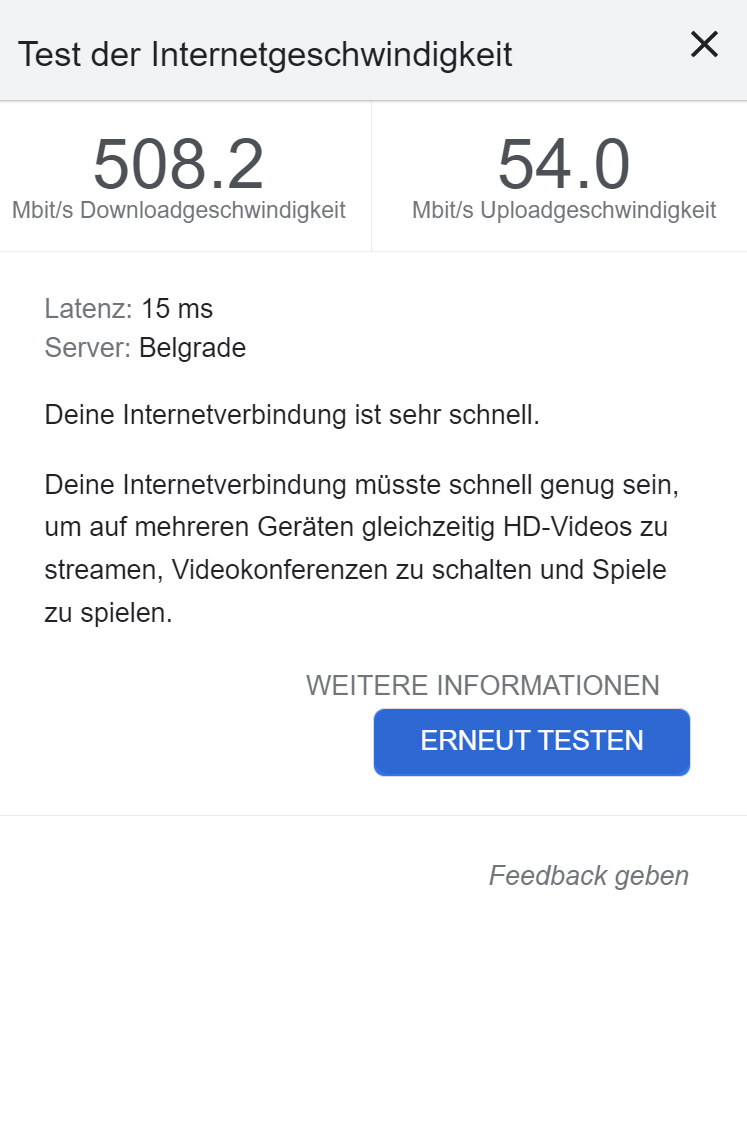 Test der Internetgeschwindigkeit
508.2
Mbit/s Downloadgeschwindigkeit
54.0
Mbit/s Uploadgeschwindigkeit
Latenz: 15 ms
Server: Belgrade
Deine Internetverbindung ist sehr schnell.
Deine Internetverbindung müsste schnell genug sein,
um auf mehreren Geräten gleichzeitig HD-Videos zu
streamen, Videokonferenzen zu schalten und Spiele
zu spielen.
WEITERE INFORMATIONEN
ERNEUT TESTEN
Feedback geben